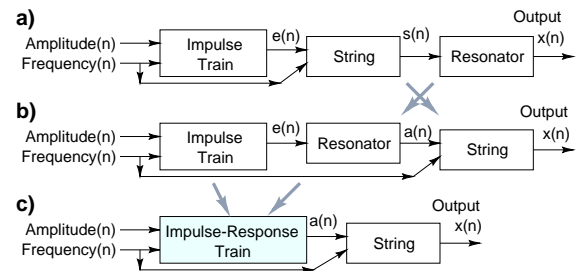 a)
Output
Amplitude(n)
Frequency(n)
Impulse
Train
e(n)
String
s(n)
Resonator
x(n)
b)
Output
Amplitude(n)
Frequency(n)
Impulse
Train
e(n)
Resonator
a(n)
String
x(n)
c)
Output
Amplitude(n)
Frequency(n)
Impulse-Response
Train
a(n)
String
x(n)